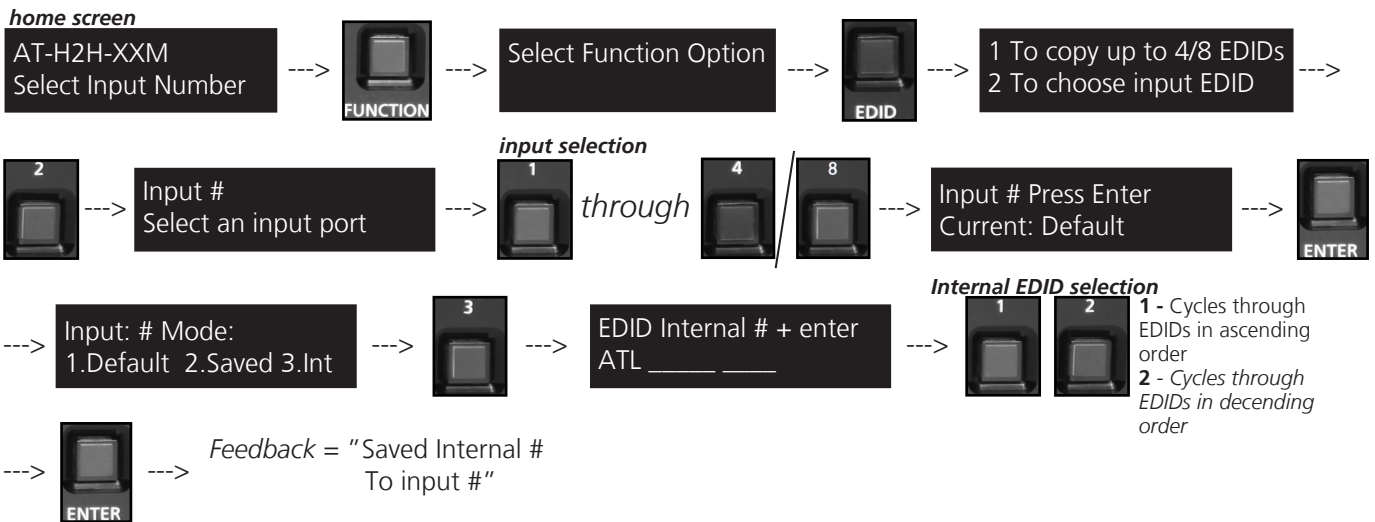 home screen
AT-H2H-XXM
Select Input Number
--->
FUNCTION
--->
Select Function Option
--->
EDID
--->
1 To copy up to 4/8 EDIDs
2 To choose input EDID
--->
2
--->
Input #
Select an input port
--->
input selection
1
through
4
/
8
--->
Input # Press Enter
Current: Default
--->
ENTER
--->
Input: # Mode:
1.Default 2.Saved 3.Int
--->
3
--->
EDID Internal # + enter
ATL _____ ____
--->
Internal EDID selection
1
2
1 - Cycles through
EDIDs in ascending
order
2 - Cycles through
EDIDs in decending
order
--->
ENTER
--->
Feedback = "Saved Internal #
To input #"